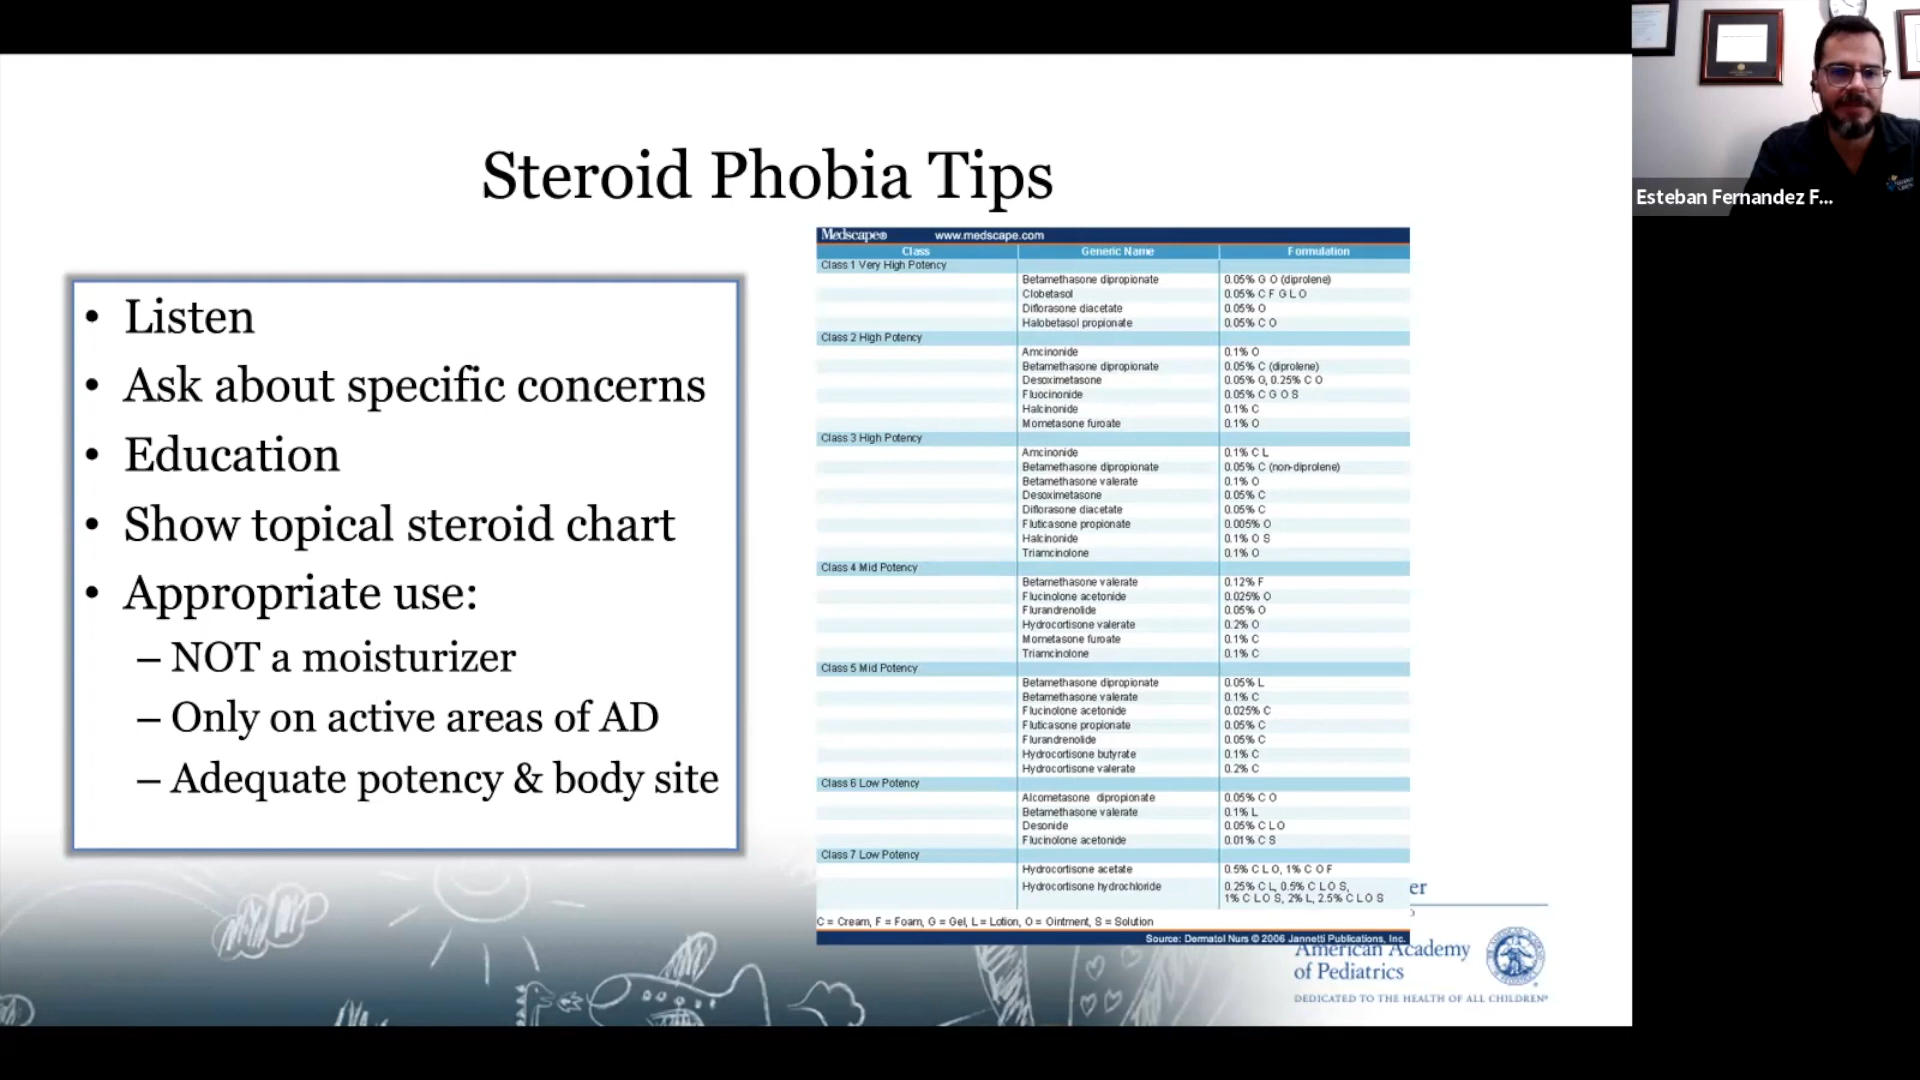 Steroid Phobia Tips
• Listen
• Ask about specific concerns
• Education
• Show topical steroid chart
• Appropriate use:
– NOT a moisturizer
– Only on active areas of AD
– Adequate potency & body site
Medscape® www.medscape.com
Class Generic Name Formulation
Class 1 Very High Potency
Betamethasone dipropionate 0.05% G O (diprolene)
Clobetasol 0.05% C F G L O
Diflorasone diacetate 0.05% O
Halobetasol propionate 0.05% C O
Class 2 High Potency
Amcinonide 0.1% O
Betamethasone dipropionate 0.05% C (diprolene)
Desoximetasone 0.05% G, 0.25% C O
Fluocinonide 0.05% C G O S
Halcinonide 0.1% C
Mometasone furoate 0.1% O
Class 3 High Potency
Amcinonide 0.1% C L
Betamethasone dipropionate 0.05% C (non-diprolene)
Betamethasone valerate 0.1% O
Desoximetasone 0.05% C
Diflorasone diacetate 0.05% C
Fluticasone propionate 0.005% O
Halcinonide 0.1% O S
Triamcinolone 0.1% O
Class 4 Mid Potency
Betamethasone valerate 0.12% F
Flucinolone acetonide 0.025% O
Flurandrenolide 0.05% O
Hydrocortisone valerate 0.2% O
Mometasone furoate 0.1% C
Triamcinolone 0.1% C
Class 5 Mid Potency
Betamethasone dipropionate 0.05% L
Betamethasone valerate 0.1% C
Flucinolone acetonide 0.025% C
Fluticasone propionate 0.05% C
Flurandrenolide 0.05% C
Hydrocortisone butyrate 0.1% C
Hydrocortisone valerate 0.2% C
Class 6 Low Potency
Alcometasone dipropionate 0.05% C O
Betamethasone valerate 0.1% L
Desonide 0.05% C L O
Flucinolone acetonide 0.01% C S
Class 7 Low Potency
Hydrocortisone acetate 0.5% C L O, 1% C O F
Hydrocortisone hydrochloride 0.25% C L, 0.5% C L O S,
1% C L O S, 2% L, 2.5% C L O S
C = Cream, F = Foam, G = Gel, L = Lotion, O = Ointment, S = Solution
Source: Dermatol Nurs © 2006 Jannetti Publications, Inc.
er
American Academy
of Pediatrics
DEDICATED TO THE HEALTH OF ALL CHILDREN®
Esteban Fernandez F...